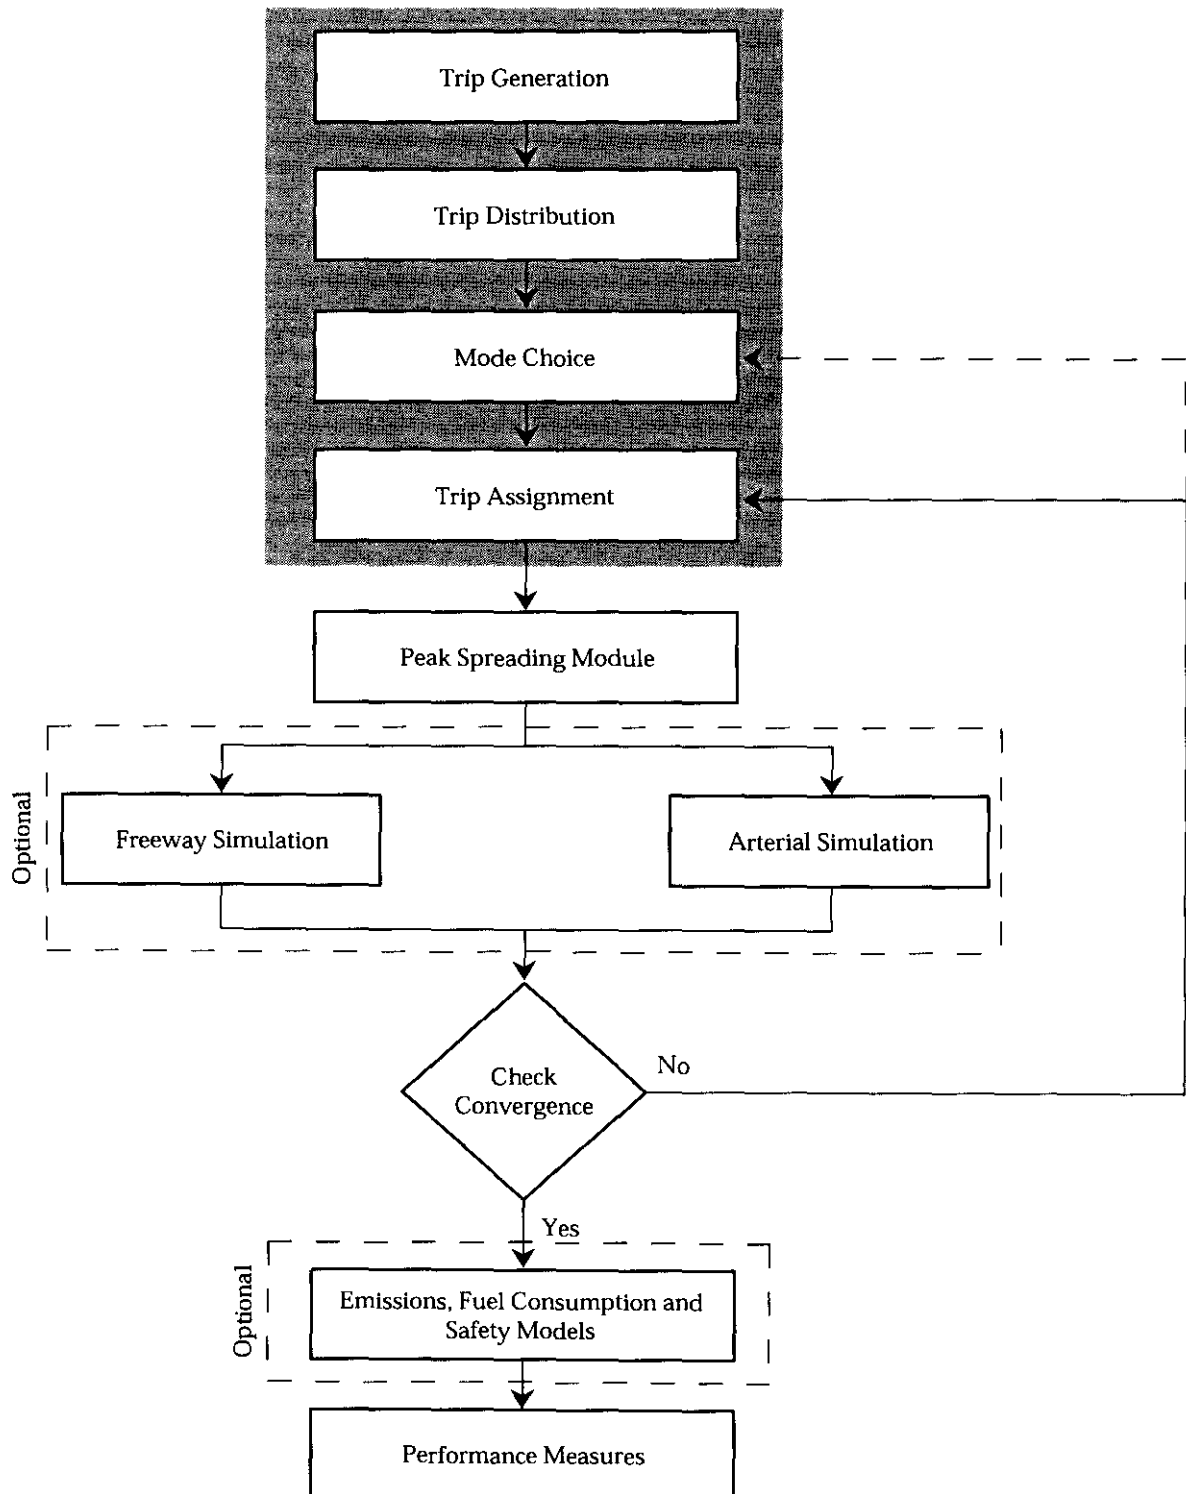 Trip Generation
Trip Distribution
Mode Choice
Trip Assignment
Peak Spreading Module
Optional
Freeway Simulation
Arterial Simulation
Check
Convergence
No
Yes
Optional
Emissions, Fuel Consumption and
Safety Models
Performance Measures